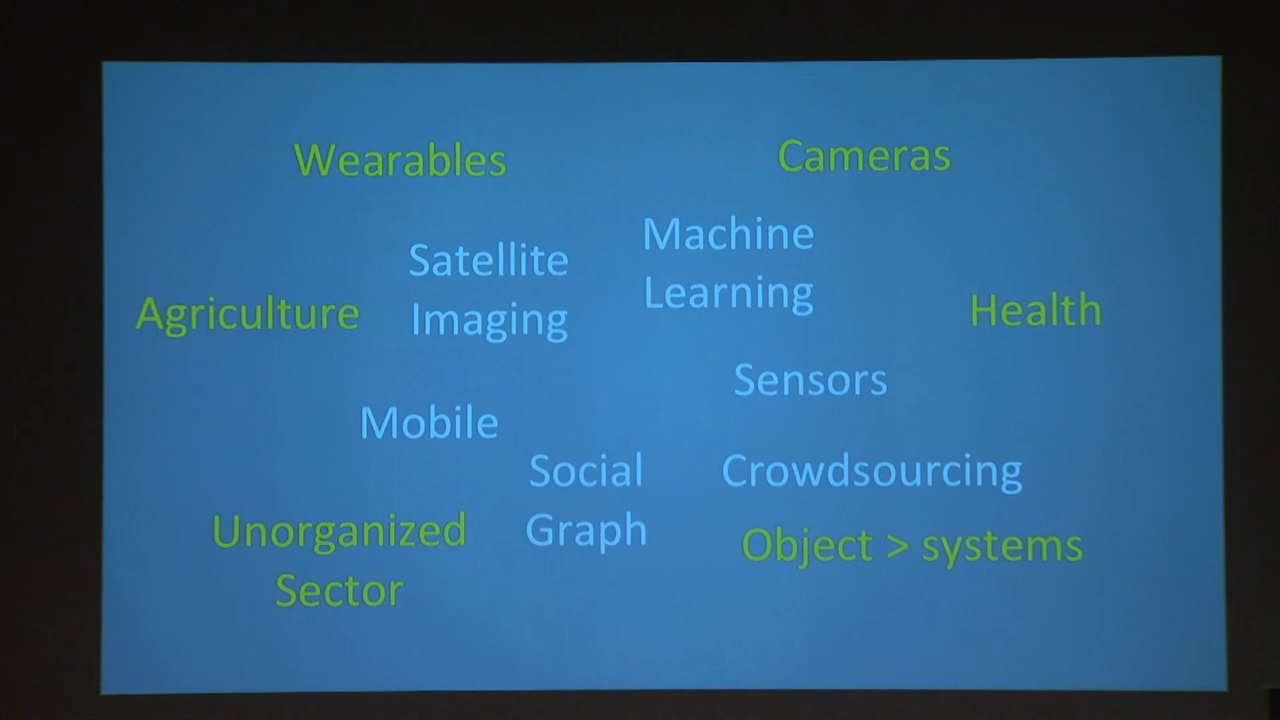 Wearables
Cameras
Satellite
Imaging
Machine
Learning
Agriculture
Health
Sensors
Mobile
Social
Graph
Crowdsourcing
Unorganized
Sector
Object > systems